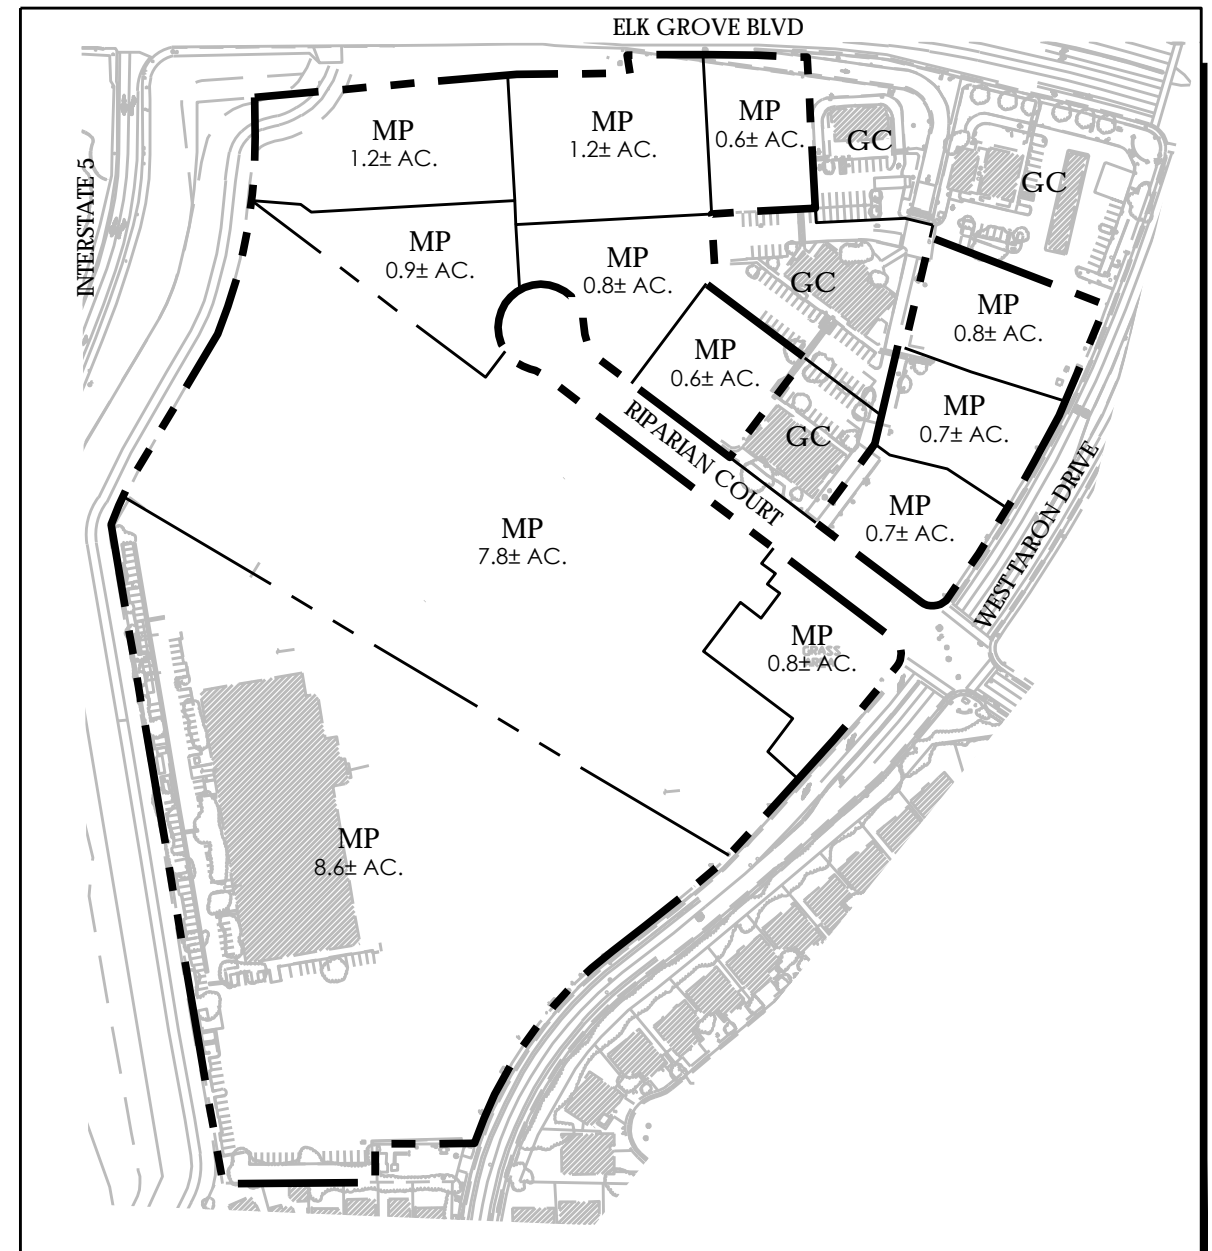 ELK GROVE BLVD
MP
1.2± AC.
MP
1.2± AC.
MP
0.6± AC.
GC
GC
INTERSTATE 5
MP
0.9± AC.
MP
0.8± AC.
GC
MP
0.8± AC.
MP
0.6± AC.
MP
0.7± AC.
RIPARIAN COURT
GC
MP
0.7± AC.
WEST TARON DRIVE
MP
7.8± AC.
MP
0.8± AC.
GRASS
MP
8.6± AC.